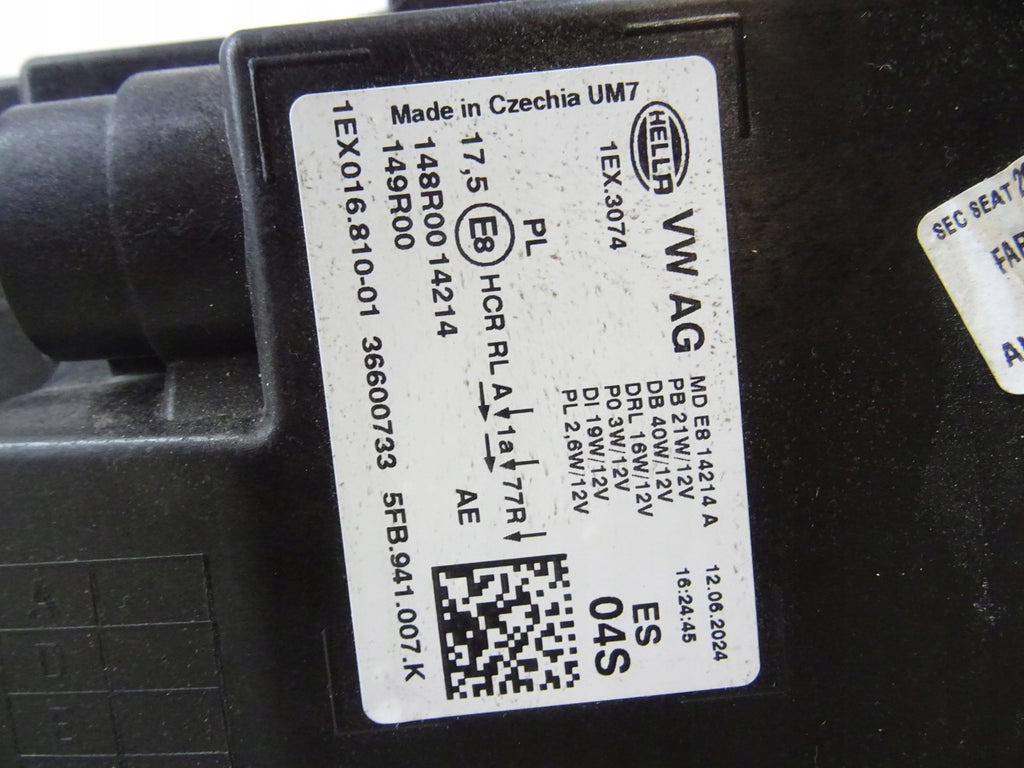 Made in Czechia UM7
HELLA
1EX.3074
VW AG
MD E8 14214 A
PB 21W/12V
DB 40W/12V
DRL 16W/12V
PO 3W/12V
DI 19W/12V
PL 2,6W/12V
12.06.2024
16:24:45
ES
04S
PL
17,5 E8 HCR RL A 1a 77R
AE
148R00 14214
149R00
1EX016.810-01 36600733 5FB.941.007.K
SEC SEAT
A
D